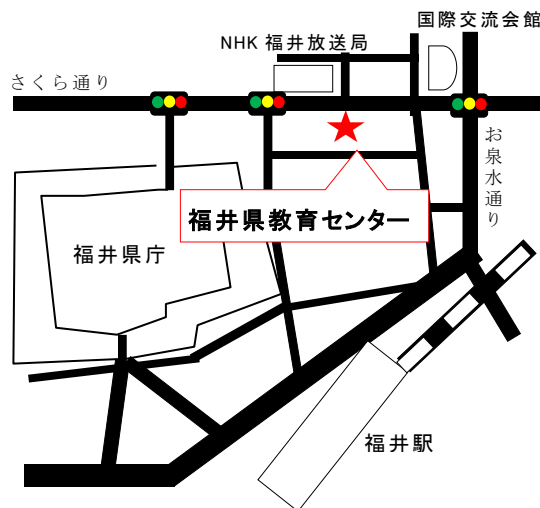 国際交流会館
NHK 福井放送局
さくら通り
お泉水通り
福井県教育センター
福井県庁
福井駅